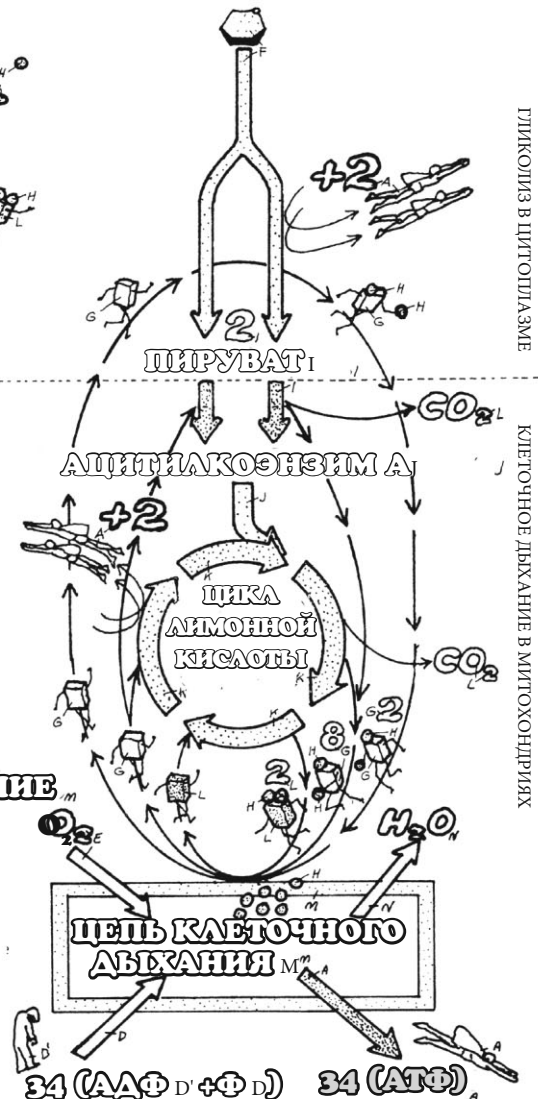 F
+2 A
ГЛИКОЛИЗ В ЦИТОПЛАЗМЕ
H
L
G
H
G
H
2
ПИРУВАТ I
CO2 L
КЛЕТОЧНОЕ ДЫХАНИЕ В МИТОХОНДРИЯХ
АЦИТИЛКОЭНЗИМ А J
J
+2
A
K
ЦИКЛ
ЛИМОННОЙ
КИСЛОТЫ
K
K
K
CO2
L
G
G
L
2
H
L
8
H
G
H
G 2
H
G
НИЕ m
O2 E
H2O N
H
m
N
ЦЕПЬ КЛЕТОЧНОГО
ДЫХАНИЯ M
A
D'
D
A
34 (АДФ D' +Ф D)
34 (АТФ) A